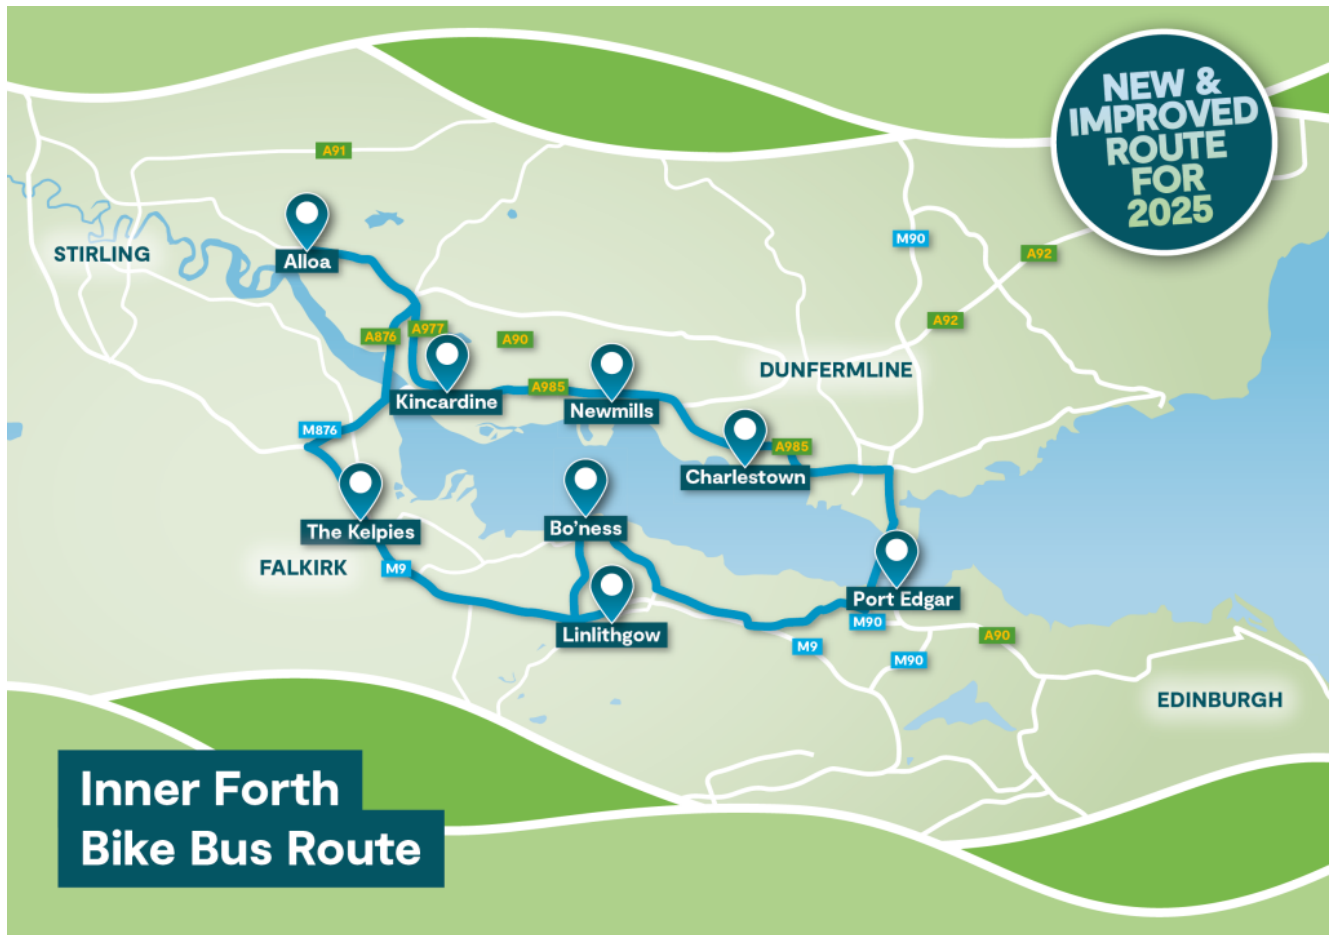 NEW &
IMPROVED
ROUTE
FOR
2025
A91
STIRLING
Alloa
M90
A92
A92
A876
A977
A90
DUNFERMLINE
Kincardine
A985
Newmills
M876
A985
Charlestown
The Kelpies
Bo'ness
FALKIRK
M9
Port Edgar
Linlithgow
M90
M9
M90
A90
EDINBURGH
Inner Forth
Bike Bus Route